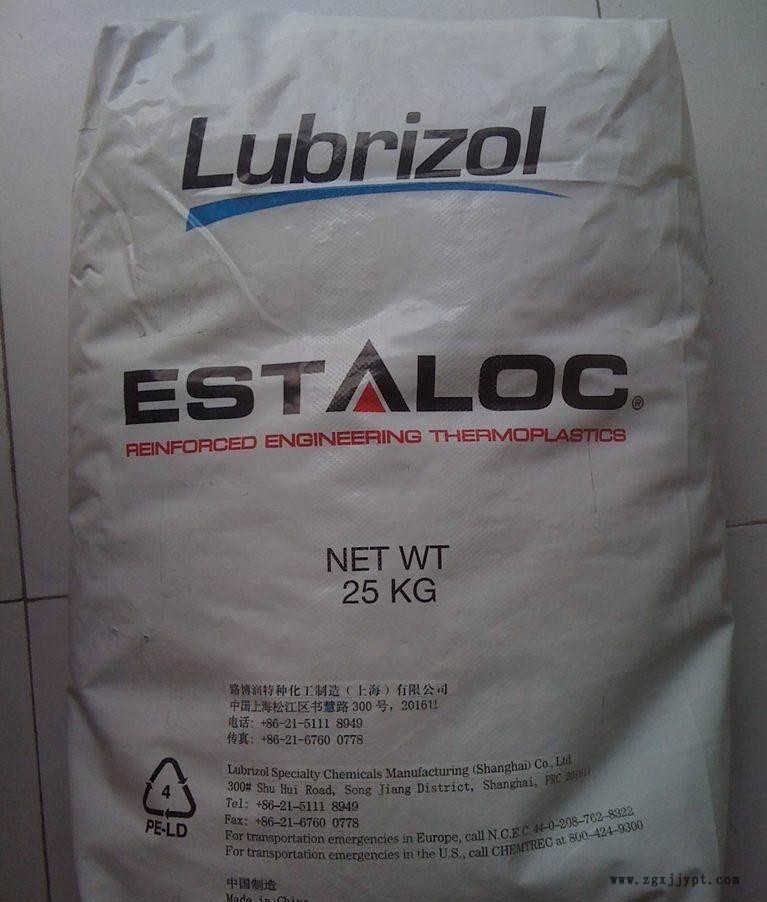 Lubrizol
ESTALOC®
REINFORCED ENGINEERING THERMOPLASTICS
NET WT
25 KG
路博润特种化工制造（上海）有限公司
中国上海松江区书慧路 300 号，201611
电话: +86-21-5111 8949
传真: +86-21-6760 0778
4
PE-LD
Lubrizol Specialty Chemicals Manufacturing (Shanghai) Co., Ltd.
300# Shu Hui Road, Song Jiang District, Shanghai, PRC 201611
Tel: +86-21-5111 8949
Fax: +86-21-6760 0778
For transportation emergencies in Europe, call N.C.E.C. 44-0-208-762-8322
For transportation emergencies in the U.S., call CHEMTREC at 800-424-9300
中国制造
Made in China
www.zgxjjypt.com